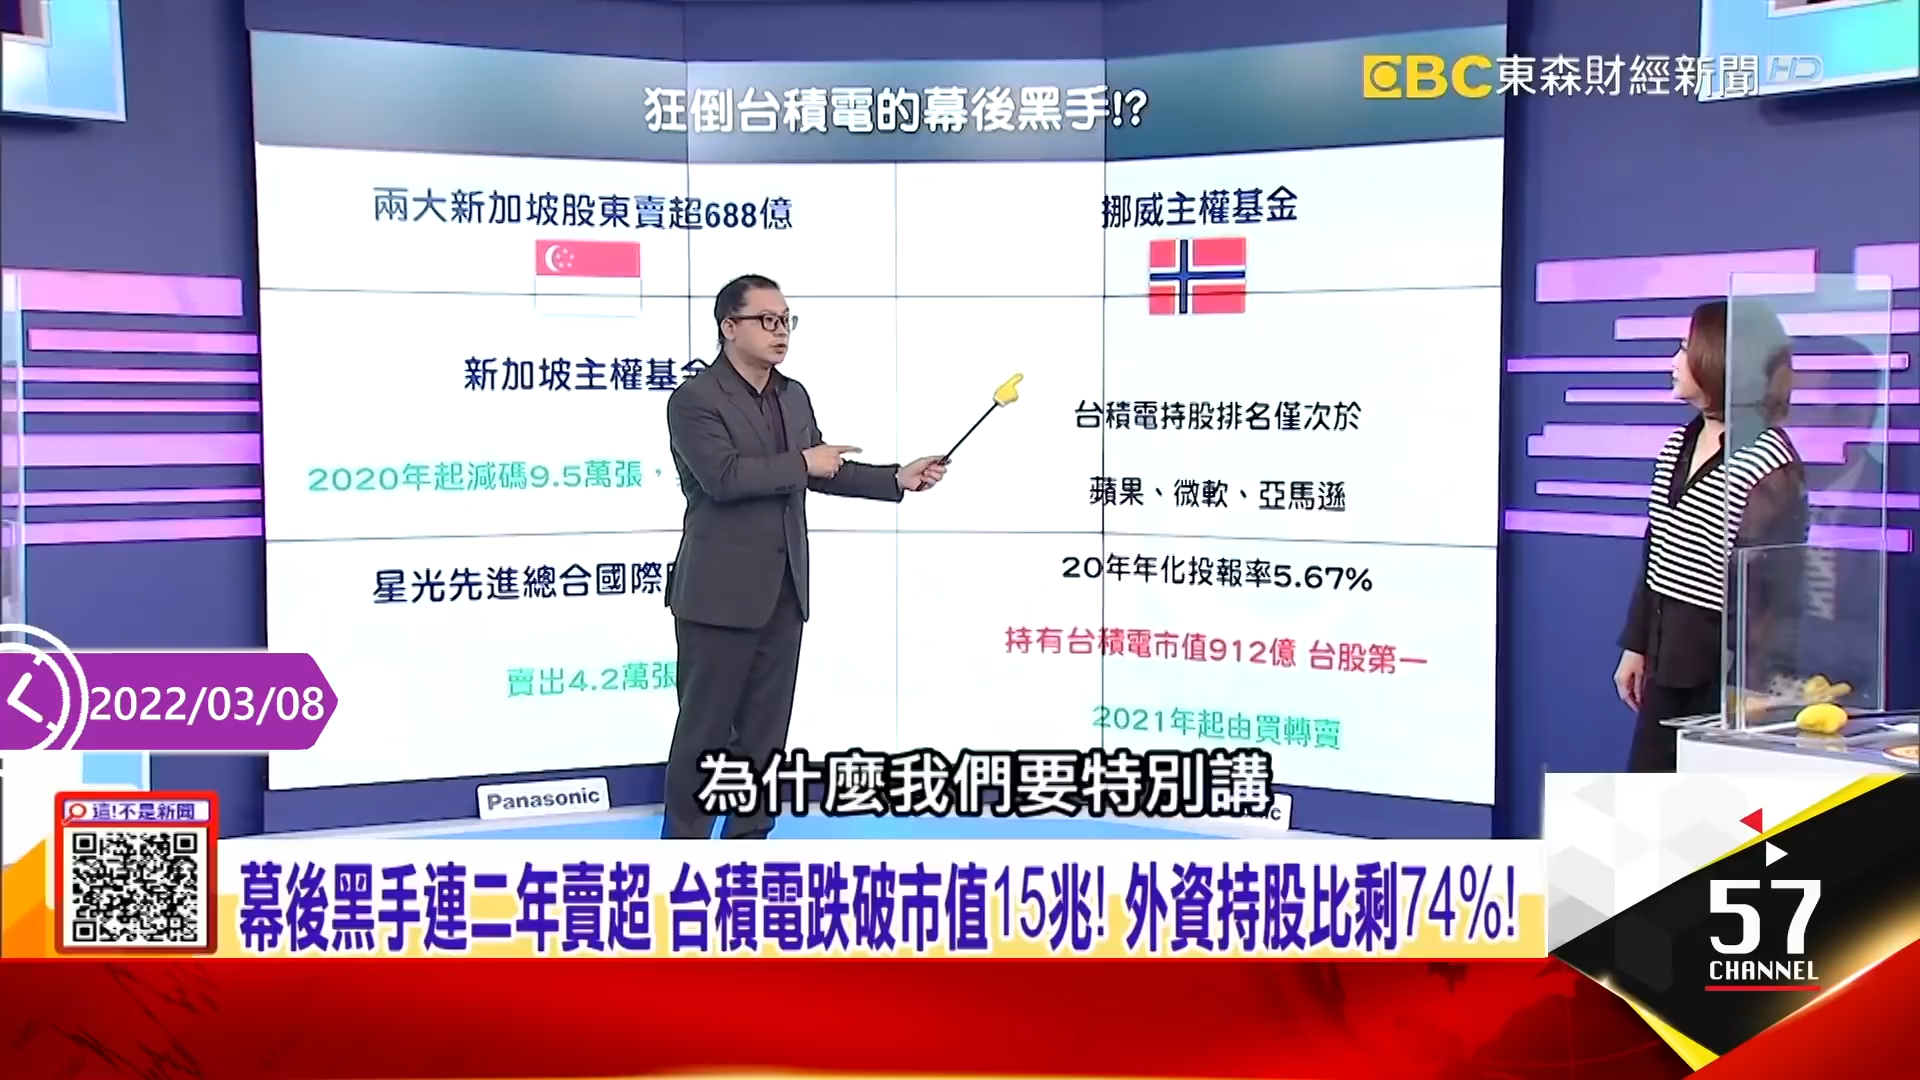 EBC東森財經新聞HD
狂倒台積電的幕後黑手!?
兩大新加坡股東賣超688億
新加坡主權基金
2020年起減碼9.5萬張,
星光先進總合國際
賣出4.2萬張
挪威主權基金
台積電持股排名僅次於
蘋果、微軟、亞馬遜
20年年化投報率5.67%
持有台積電市值912億 台股第一
2021年起由買轉賣
2022/03/08
Panasonic
為什麼我們要特別講
這!不是新聞
幕後黑手連二年賣超 台積電跌破市值15兆! 外資持股比剩74%!
57
CHANNEL